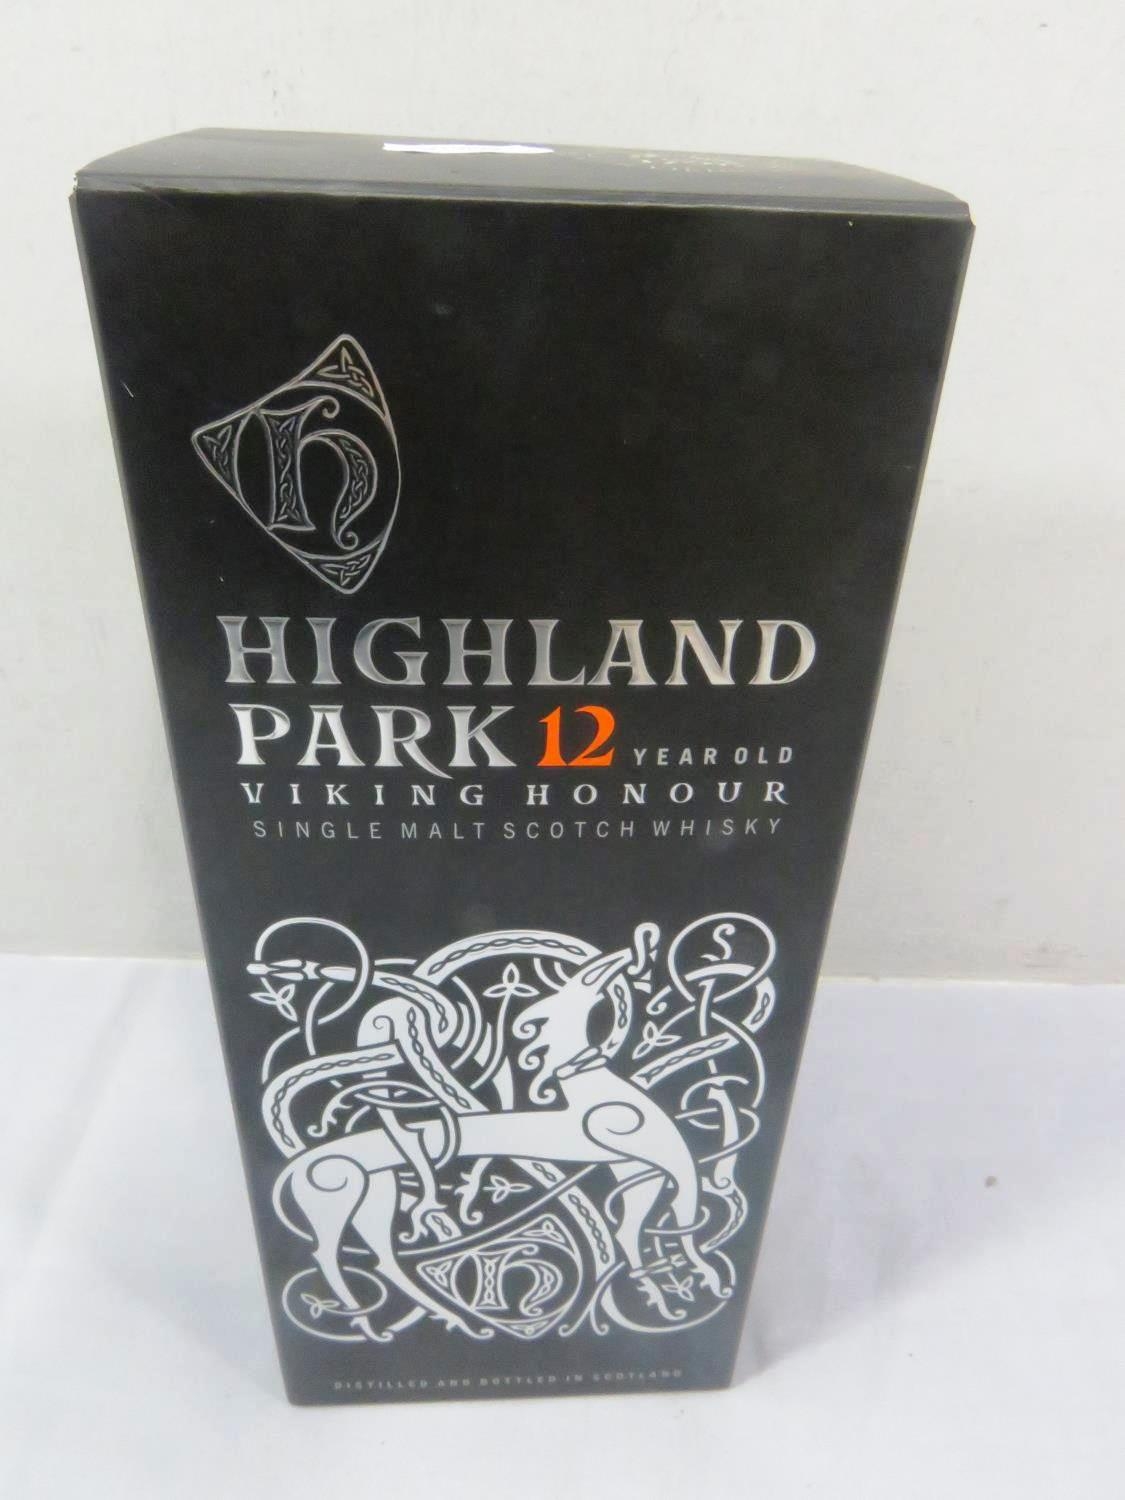 HIGHLAND
PARK 12 YEAR OLD
VIKING HONOUR
SINGLE MALT SCOTCH WHISKY
DISTILLED AND BOTTLED IN SCOTLAND